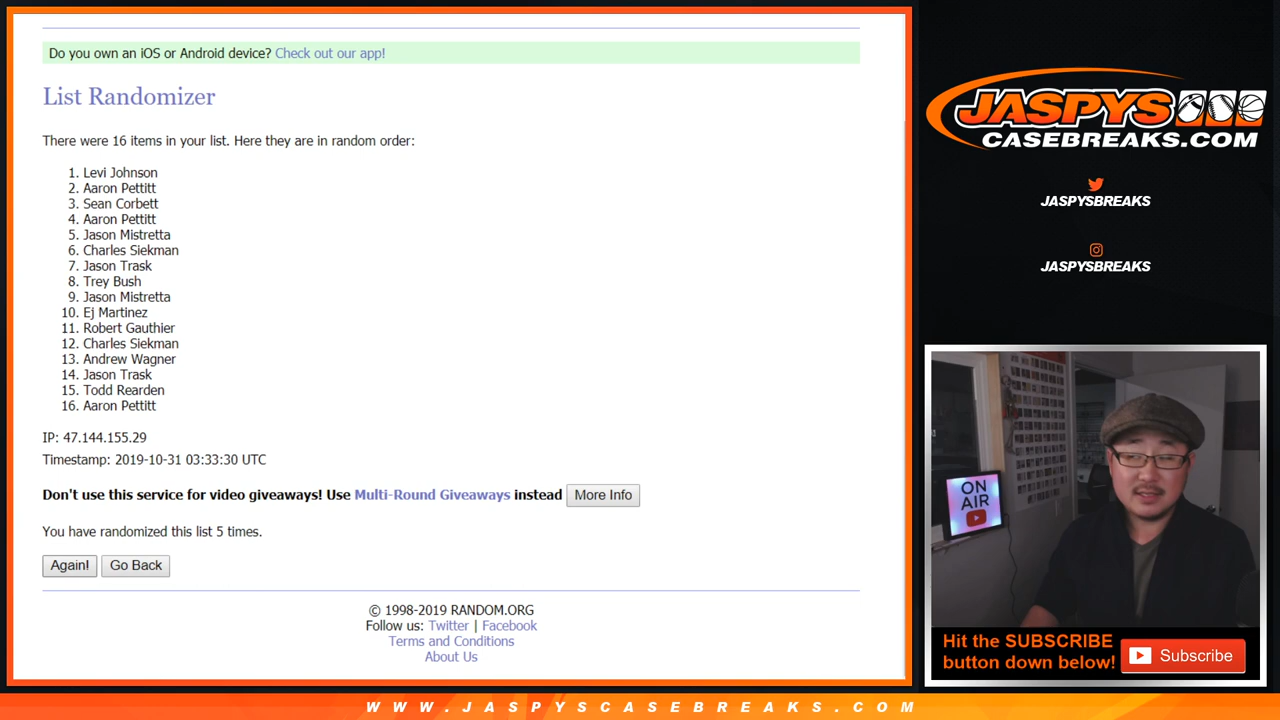 Do you own an iOS or Android device? Check out our app!
List Randomizer
There were 16 items in your list. Here they are in random order:
1. Levi Johnson
2. Aaron Pettitt
3. Sean Corbett
4. Aaron Pettitt
5. Jason Mistretta
6. Charles Siekman
7. Jason Trask
8. Trey Bush
9. Jason Mistretta
10. Ej Martinez
11. Robert Gauthier
12. Charles Siekman
13. Andrew Wagner
14. Jason Trask
15. Todd Rearden
16. Aaron Pettitt
IP: 47.144.155.29
Timestamp: 2019-10-31 03:33:30 UTC
Don't use this service for video giveaways! Use Multi-Round Giveaways instead More Info
You have randomized this list 5 times.
Again! Go Back
© 1998-2019 RANDOM.ORG
Follow us: Twitter | Facebook
Terms and Conditions
About Us
JASPYS
CASEBREAKS.COM
JASPYSBREAKS
JASPYSBREAKS
ON
AIR
Hit the SUBSCRIBE
button down below!
Subscribe
WWW.JASPYSCASEBREAKS.COM